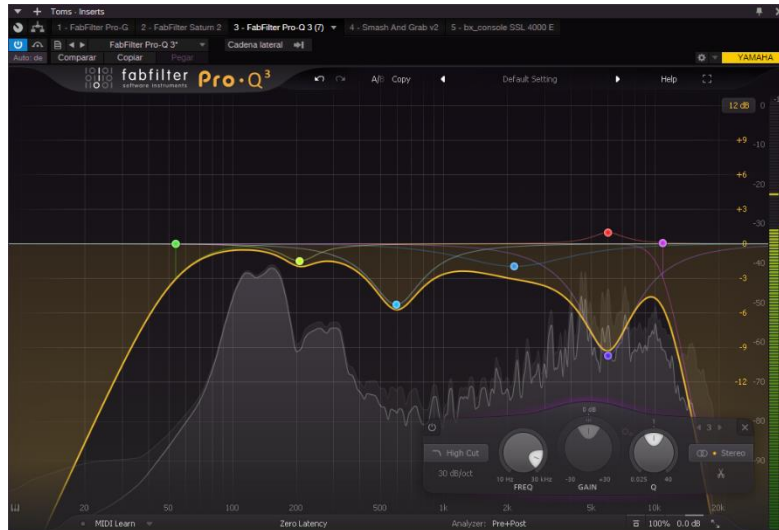 Toms - Inserts
1 - FabFilter Pro-G 2 - FabFilter Saturn 2 3 - FabFilter Pro-Q 3 (7) 4 - Smash And Grab v2 5 - bx_console SSL 4000 E
FabFilter Pro-Q 3* Cadena lateral
Auto: de Comparar Copiar Pegar YAMAHA
fabfilter Pro·Q3 A/B Copy Default Setting Help
software instruments
12 dB 0
+9 -10
+6 -20
+3 -30
0 -40
-3 -50
-6 -60
-9
-12 -70
-80
0 dB
3
High Cut Stereo
30 dB/oct 10 Hz 30 kHz -30 +30 0.025 40
FREQ GAIN Q
-90
20 50 100 200 500 1k 2k 5k 10k 20k
MIDI Learn Zero Latency Analyzer: Pre+Post 100% 0.0 dB